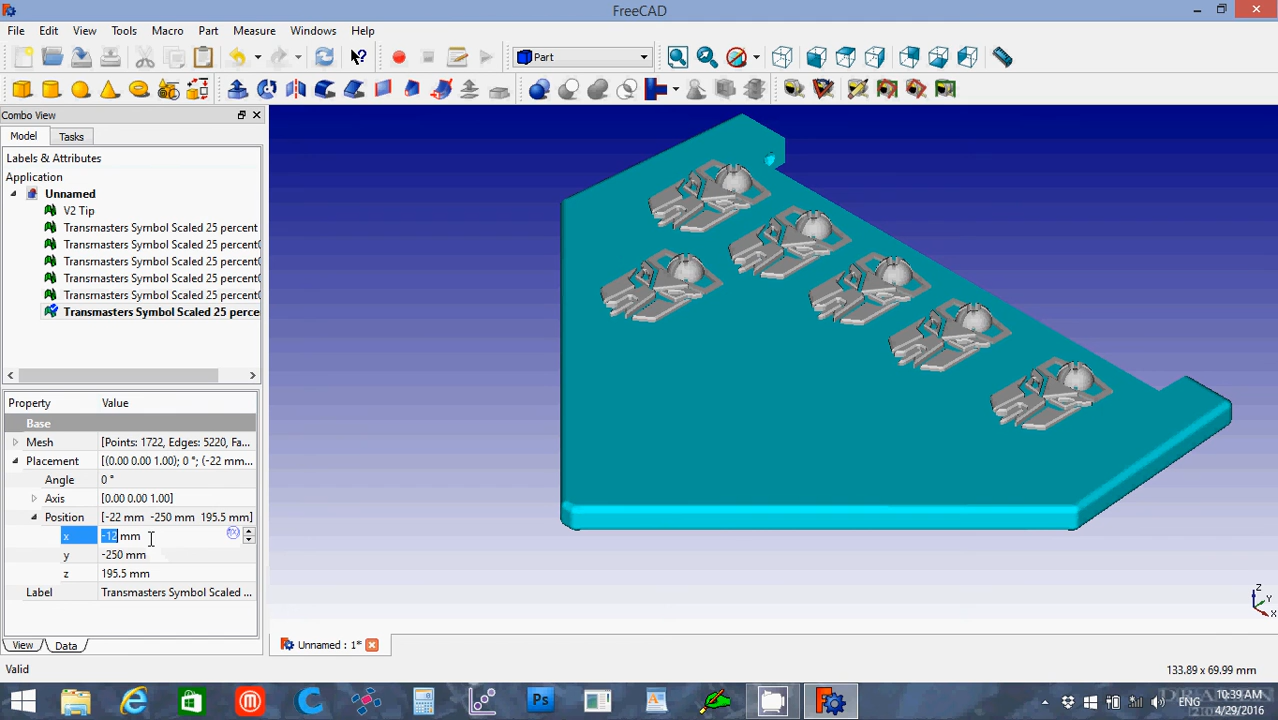 FreeCAD
File Edit View Tools Macro Part Measure Windows Help
Part
Combo View
Model Tasks
Labels & Attributes
Application
Unnamed
V2 Tip
Transmasters Symbol Scaled 25 percent
Transmasters Symbol Scaled 25 percent
Transmasters Symbol Scaled 25 percent
Transmasters Symbol Scaled 25 percent
Transmasters Symbol Scaled 25 percent
Transmasters Symbol Scaled 25 perce
Property Value
Base
Mesh [Points: 1722, Edges: 5220, Fa...
Placement [(0.00 0.00 1.00); 0 °; (-22 mm...
Angle 0 °
Axis [0.00 0.00 1.00]
Position [-22 mm -250 mm 195.5 mm]
x -12 mm
y -250 mm
z 195.5 mm
Label Transmasters Symbol Scaled ...
View Data
Unnamed : 1*
Z
Y
X
Valid
133.89 x 69.99 mm
Ps
ENG
10:39 AM
4/29/2016